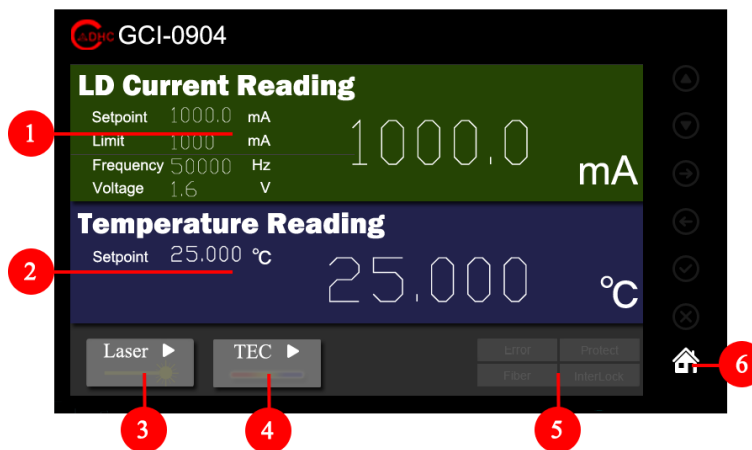 ADHC GCI-0904
LD Current Reading
Setpoint 1000.0 mA
Limit 1000 mA
Frequency 50000 Hz
Voltage 1.6 V
1000.0 mA
Temperature Reading
Setpoint 25.000 °C
25.000 °C
Laser
TEC
Error Protect
Fiber InterLock
1
2
3
4
5
6